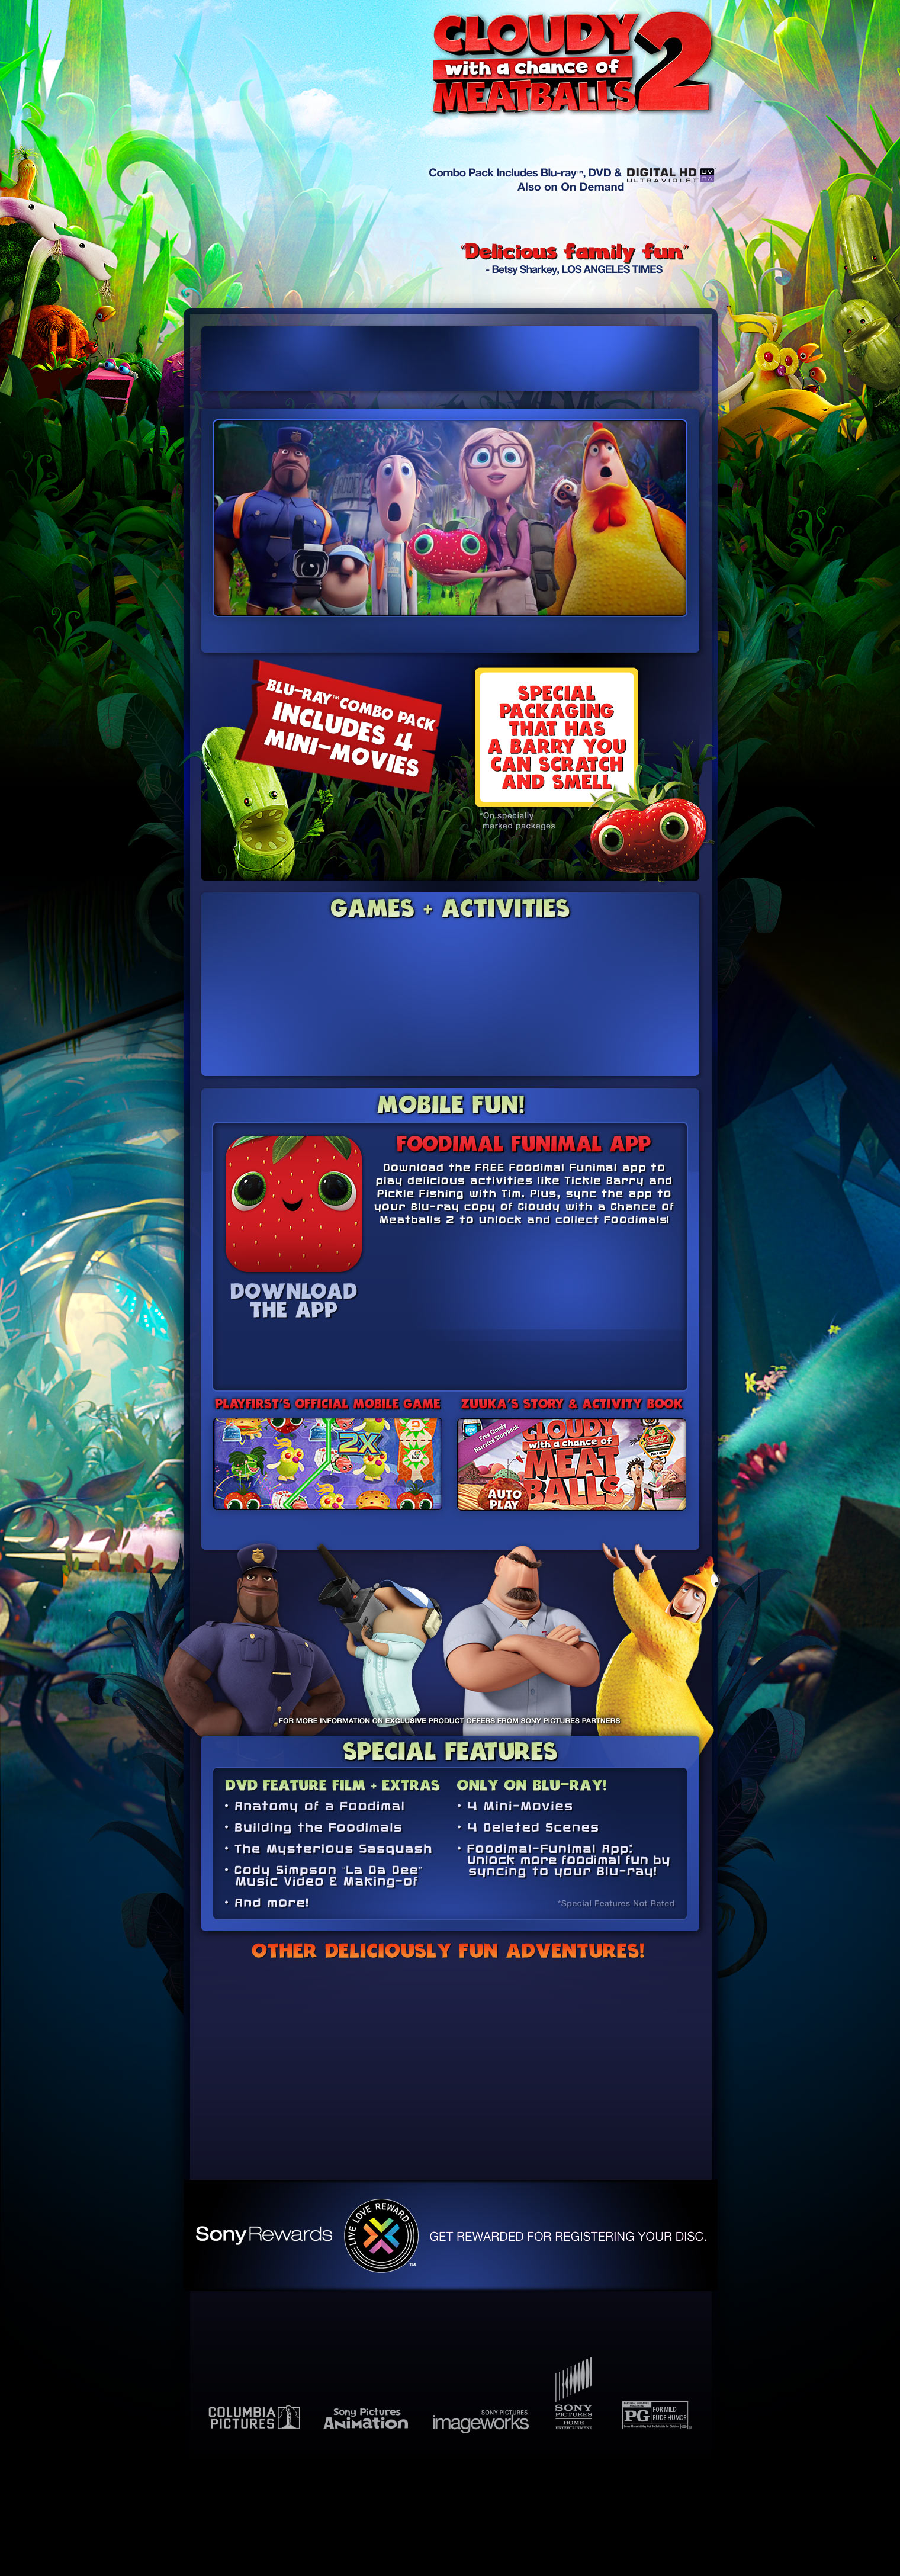 CLOUDY
with a chance of
MEATBALLS 2
Combo Pack Includes Blu-ray™, DVD & DIGITAL HD UV
ULTRAVIOLET
Also on On Demand
"Delicious family fun"
- Betsy Sharkey, LOS ANGELES TIMES
BLU-RAY™ COMBO PACK
INCLUDES 4
MINI-MOVIES
SPECIAL
PACKAGING
THAT HAS
A BARRY YOU
CAN SCRATCH
AND SMELL
*On specially
marked packages
GAMES + ACTIVITIES
MOBILE FUN!
FOODIMAL FUNIMAL APP
Download the FREE Foodimal Funimal app to
play delicious activities like Tickle Barry and
Pickle Fishing with Tim. Plus, sync the app to
your Blu-ray copy of Cloudy with a Chance of
Meatballs 2 to unlock and collect Foodimals!
DOWNLOAD
THE APP
PLAYFIRST'S OFFICIAL MOBILE GAME
ZUUKA'S STORY & ACTIVITY BOOK
2X
Free Cloudy
Narrated Storybook
CLOUDY
with a chance of
MEAT
BALLS
AUTO
PLAY
FOR MORE INFORMATION ON EXCLUSIVE PRODUCT OFFERS FROM SONY PICTURES PARTNERS
SPECIAL FEATURES
DVD FEATURE FILM + EXTRAS
• Anatomy of a Foodimal
• Building the Foodimals
• The Mysterious Sasquash
• Cody Simpson "La Da Dee"
Music Video & Making-of
• And more!
ONLY ON BLU-RAY!
• 4 Mini-Movies
• 4 Deleted Scenes
• Foodimal-Funimal App:
Unlock more foodimal fun by
syncing to your Blu-ray!
*Special Features Not Rated
OTHER DELICIOUSLY FUN ADVENTURES!
SonyRewards
LIVE LOVE REWARD
™
GET REWARDED FOR REGISTERING YOUR DISC.
COLUMBIA
PICTURES
Sony Pictures
Animation
SONY PICTURES
imageworks
SONY
PICTURES
HOME
ENTERTAINMENT
PG
FOR MILD
RUDE HUMOR